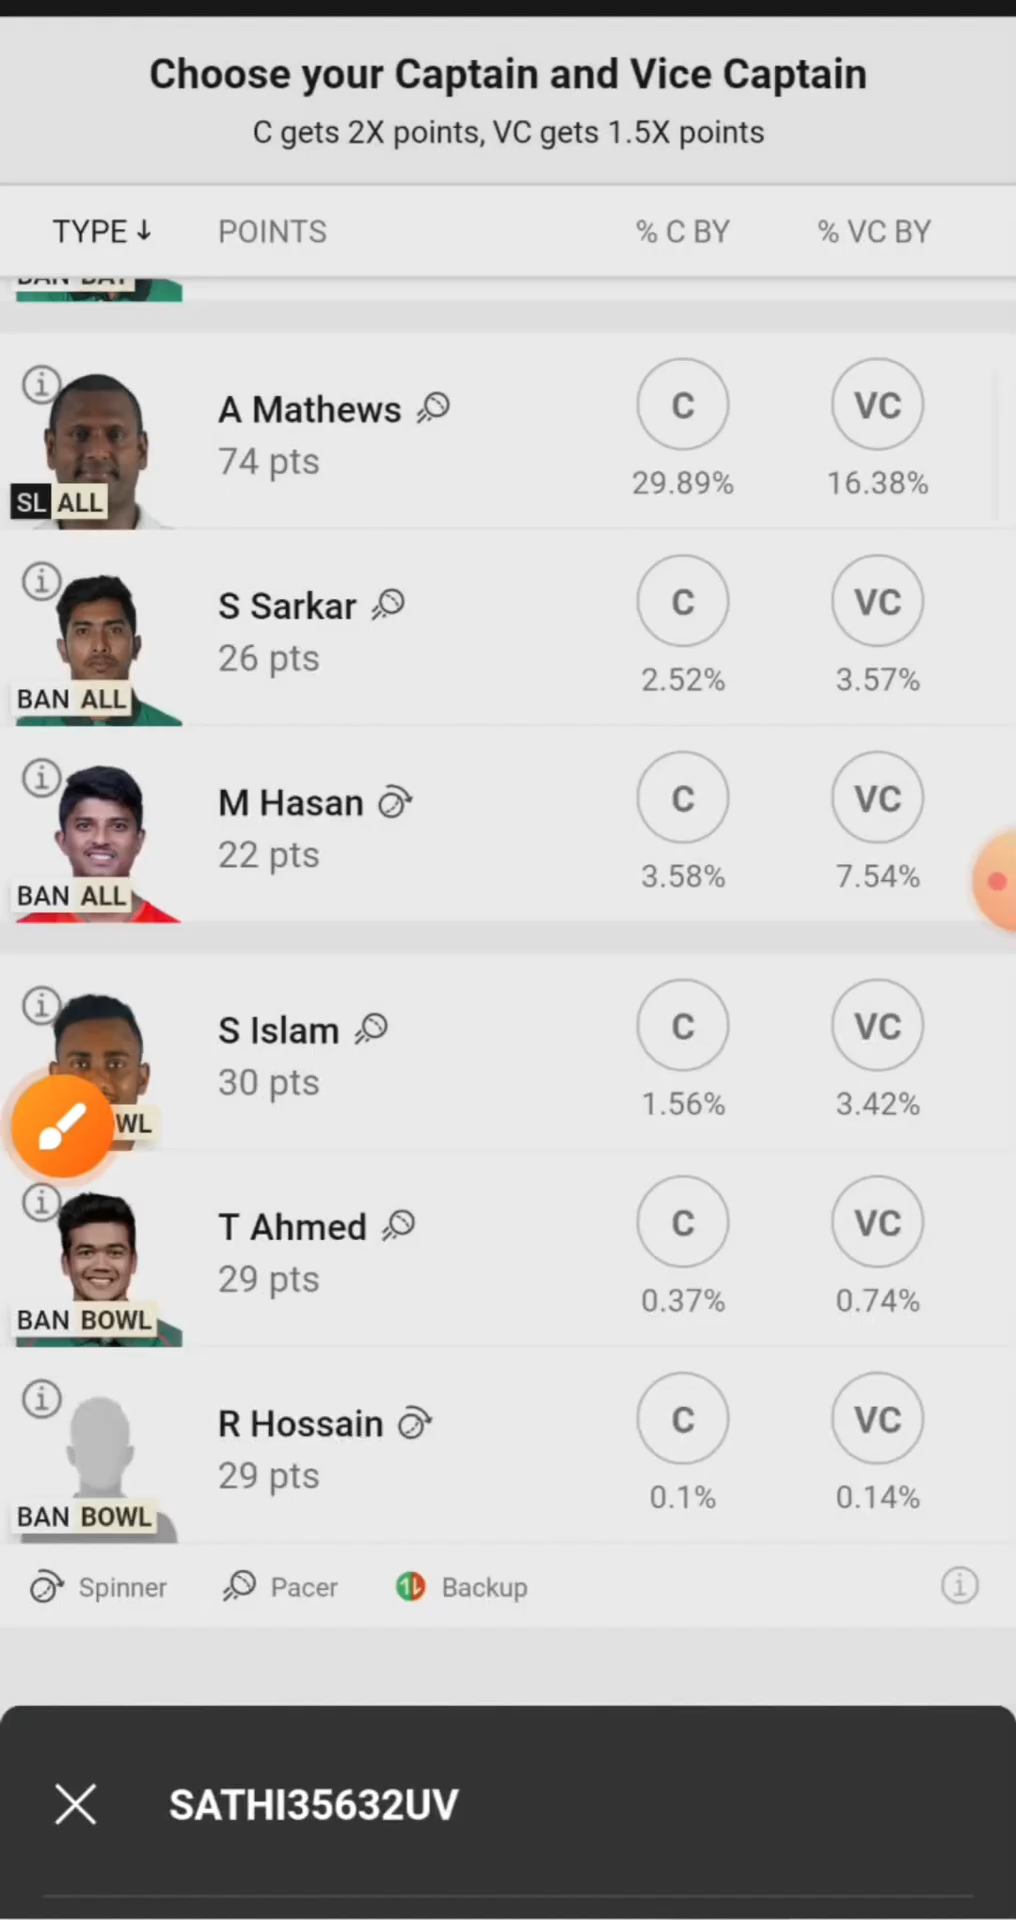 Choose your Captain and Vice Captain
C gets 2X points, VC gets 1.5X points
TYPE ↓ POINTS % C BY % VC BY
BAN BAT
A Mathews C VC
74 pts 29.89% 16.38%
SL ALL
S Sarkar C VC
26 pts 2.52% 3.57%
BAN ALL
M Hasan C VC
22 pts 3.58% 7.54%
BAN ALL
S Islam C VC
30 pts 1.56% 3.42%
WL
T Ahmed C VC
29 pts 0.37% 0.74%
BAN BOWL
R Hossain C VC
29 pts 0.1% 0.14%
BAN BOWL
Spinner Pacer Backup
SATHI35632UV